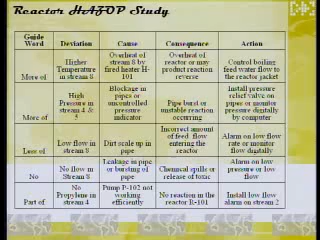 Reactor HAZOP Study
Guide Word | Deviation | Cause | Consequence | Action
More of | Higher Temperature in stream 8 | Overheat of stream 8 by fired heater H-101 | Overheat of reactor or may product reaction reverse | Control boiling feed water flow to the reactor jacket
More of | High Pressure in stream 4 & 5 | Blockage in pipes or uncontrolled pressure indicator | Pipe burst or unstable reaction occurring | Install pressure relief valve on pipes or monitor pressure digitally by computer
Less of | Low flow in stream 8 | Dirt scale up in pipe | Incorrect amount of feed flow entering the reactor | Alarm on low flow rate or monitor flow digitally
No | No flow in Stream 8 | Leakage in pipe or bursting of pipe | Chemical spills or release of toxic | Alarm on low pressure or low flow
Part of | No Propylene in stream 4 | Pump P-102 not working efficiently | No reaction in the reactor R-101 | Install low flow alarm on stream 2